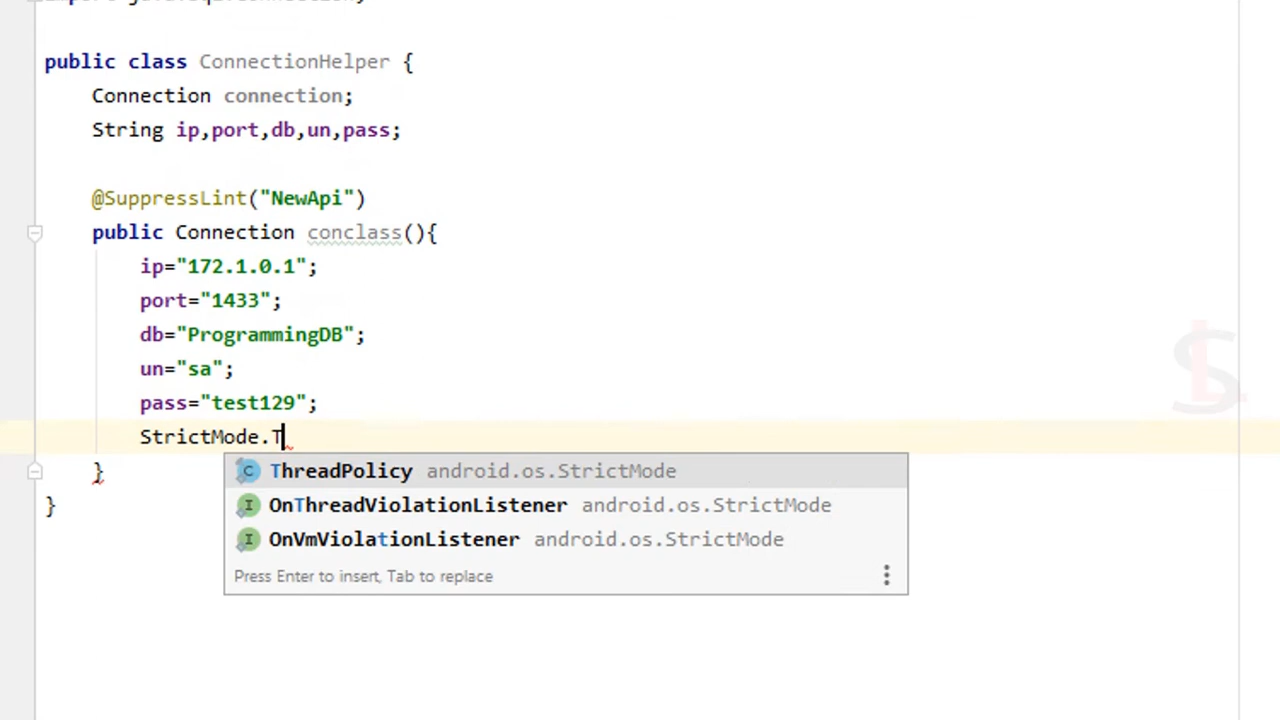 public class ConnectionHelper {
Connection connection;
String ip,port,db,un,pass;
@SuppressLint("NewApi")
public Connection conclass(){
ip="172.1.0.1";
port="1433";
db="ProgrammingDB";
un="sa";
pass="test129";
StrictMode.T
ThreadPolicy android.os.StrictMode
}
OnThreadViolationListener android.os.StrictMode
}
OnVmViolationListener android.os.StrictMode
Press Enter to insert, Tab to replace